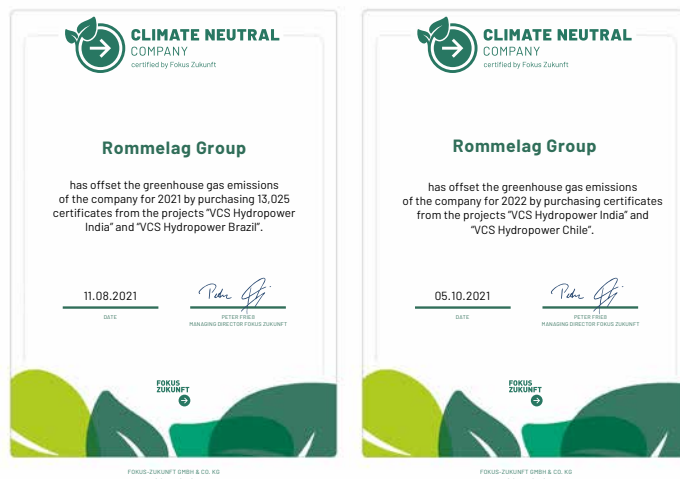 CLIMATE NEUTRAL
COMPANY
certified by Fokus Zukunft
Rommelag Group
has offset the greenhouse gas emissions
of the company for 2021 by purchasing 13,025
certificates from the projects “VCS Hydropower
India” and “VCS Hydropower Brazil”.
11.08.2021
DATE
PETER FRIEß
MANAGING DIRECTOR FOKUS ZUKUNFT
FOKUS
ZUKUNFT
FOKUS-ZUKUNFT GMBH & CO. KG
CLIMATE NEUTRAL
COMPANY
certified by Fokus Zukunft
Rommelag Group
has offset the greenhouse gas emissions
of the company for 2022 by purchasing certificates
from the projects “VCS Hydropower India” and
“VCS Hydropower Chile”.
05.10.2021
DATE
PETER FRIEß
MANAGING DIRECTOR FOKUS ZUKUNFT
FOKUS
ZUKUNFT
FOKUS-ZUKUNFT GMBH & CO. KG